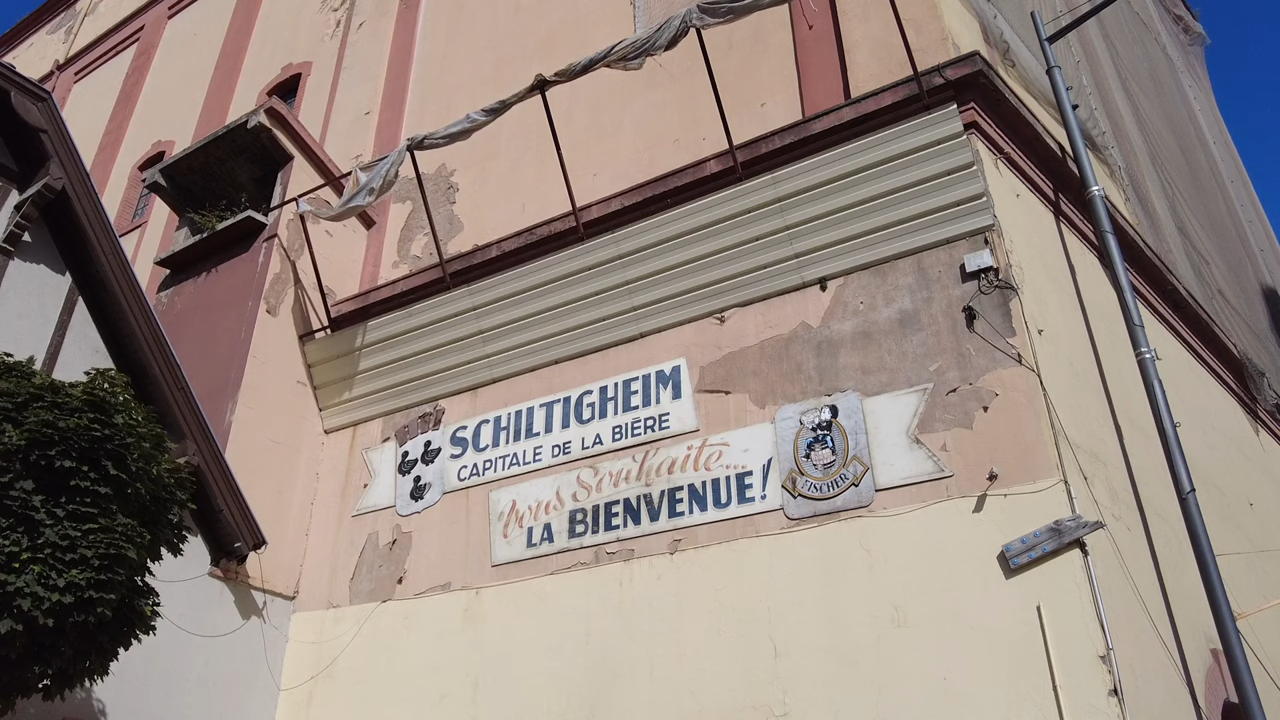 SCHILTIGHEIM
CAPITALE DE LA BIÈRE
Vous Souhaite...
LA BIENVENUE!
FISCHER